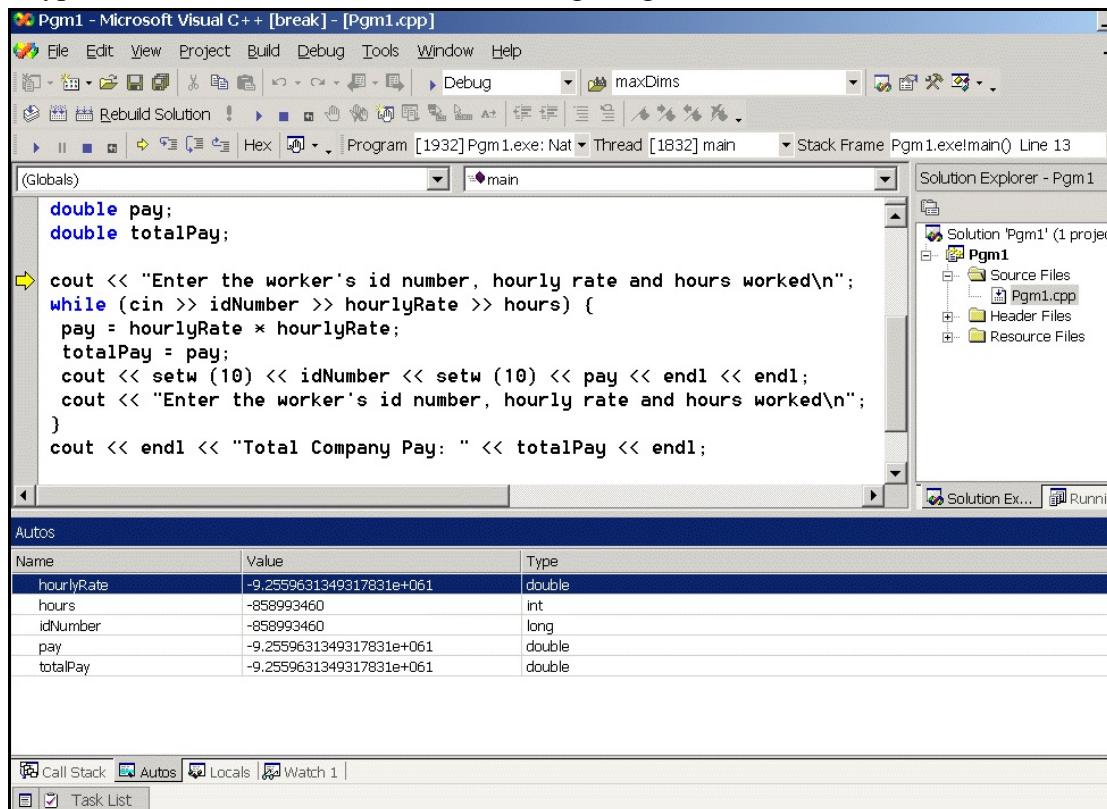 Pgm1 - Microsoft Visual C++ [break] - [Pgm1.cpp]
File Edit View Project Build Debug Tools Window Help
Debug maxDims
Rebuild Solution !
Hex Program [1932] Pgm1.exe: Nat Thread [1832] main Stack Frame Pgm1.exe!main() Line 13
(Globals) main
Solution Explorer - Pgm1
double pay;
double totalPay;
cout << "Enter the worker's id number, hourly rate and hours worked\n";
while (cin >> idNumber >> hourlyRate >> hours) {
pay = hourlyRate * hourlyRate;
totalPay = pay;
cout << setw (10) << idNumber << setw (10) << pay << endl << endl;
cout << "Enter the worker's id number, hourly rate and hours worked\n";
}
cout << endl << "Total Company Pay: " << totalPay << endl;
Solution 'Pgm1' (1 projec
Pgm1
Source Files
Pgm1.cpp
Header Files
Resource Files
Solution Ex... Runni
Autos
Name Value Type
hourlyRate -9.2559631349317831e+061 double
hours -858993460 int
idNumber -858993460 long
pay -9.2559631349317831e+061 double
totalPay -9.2559631349317831e+061 double
Call Stack Autos Locals Watch 1
Task List